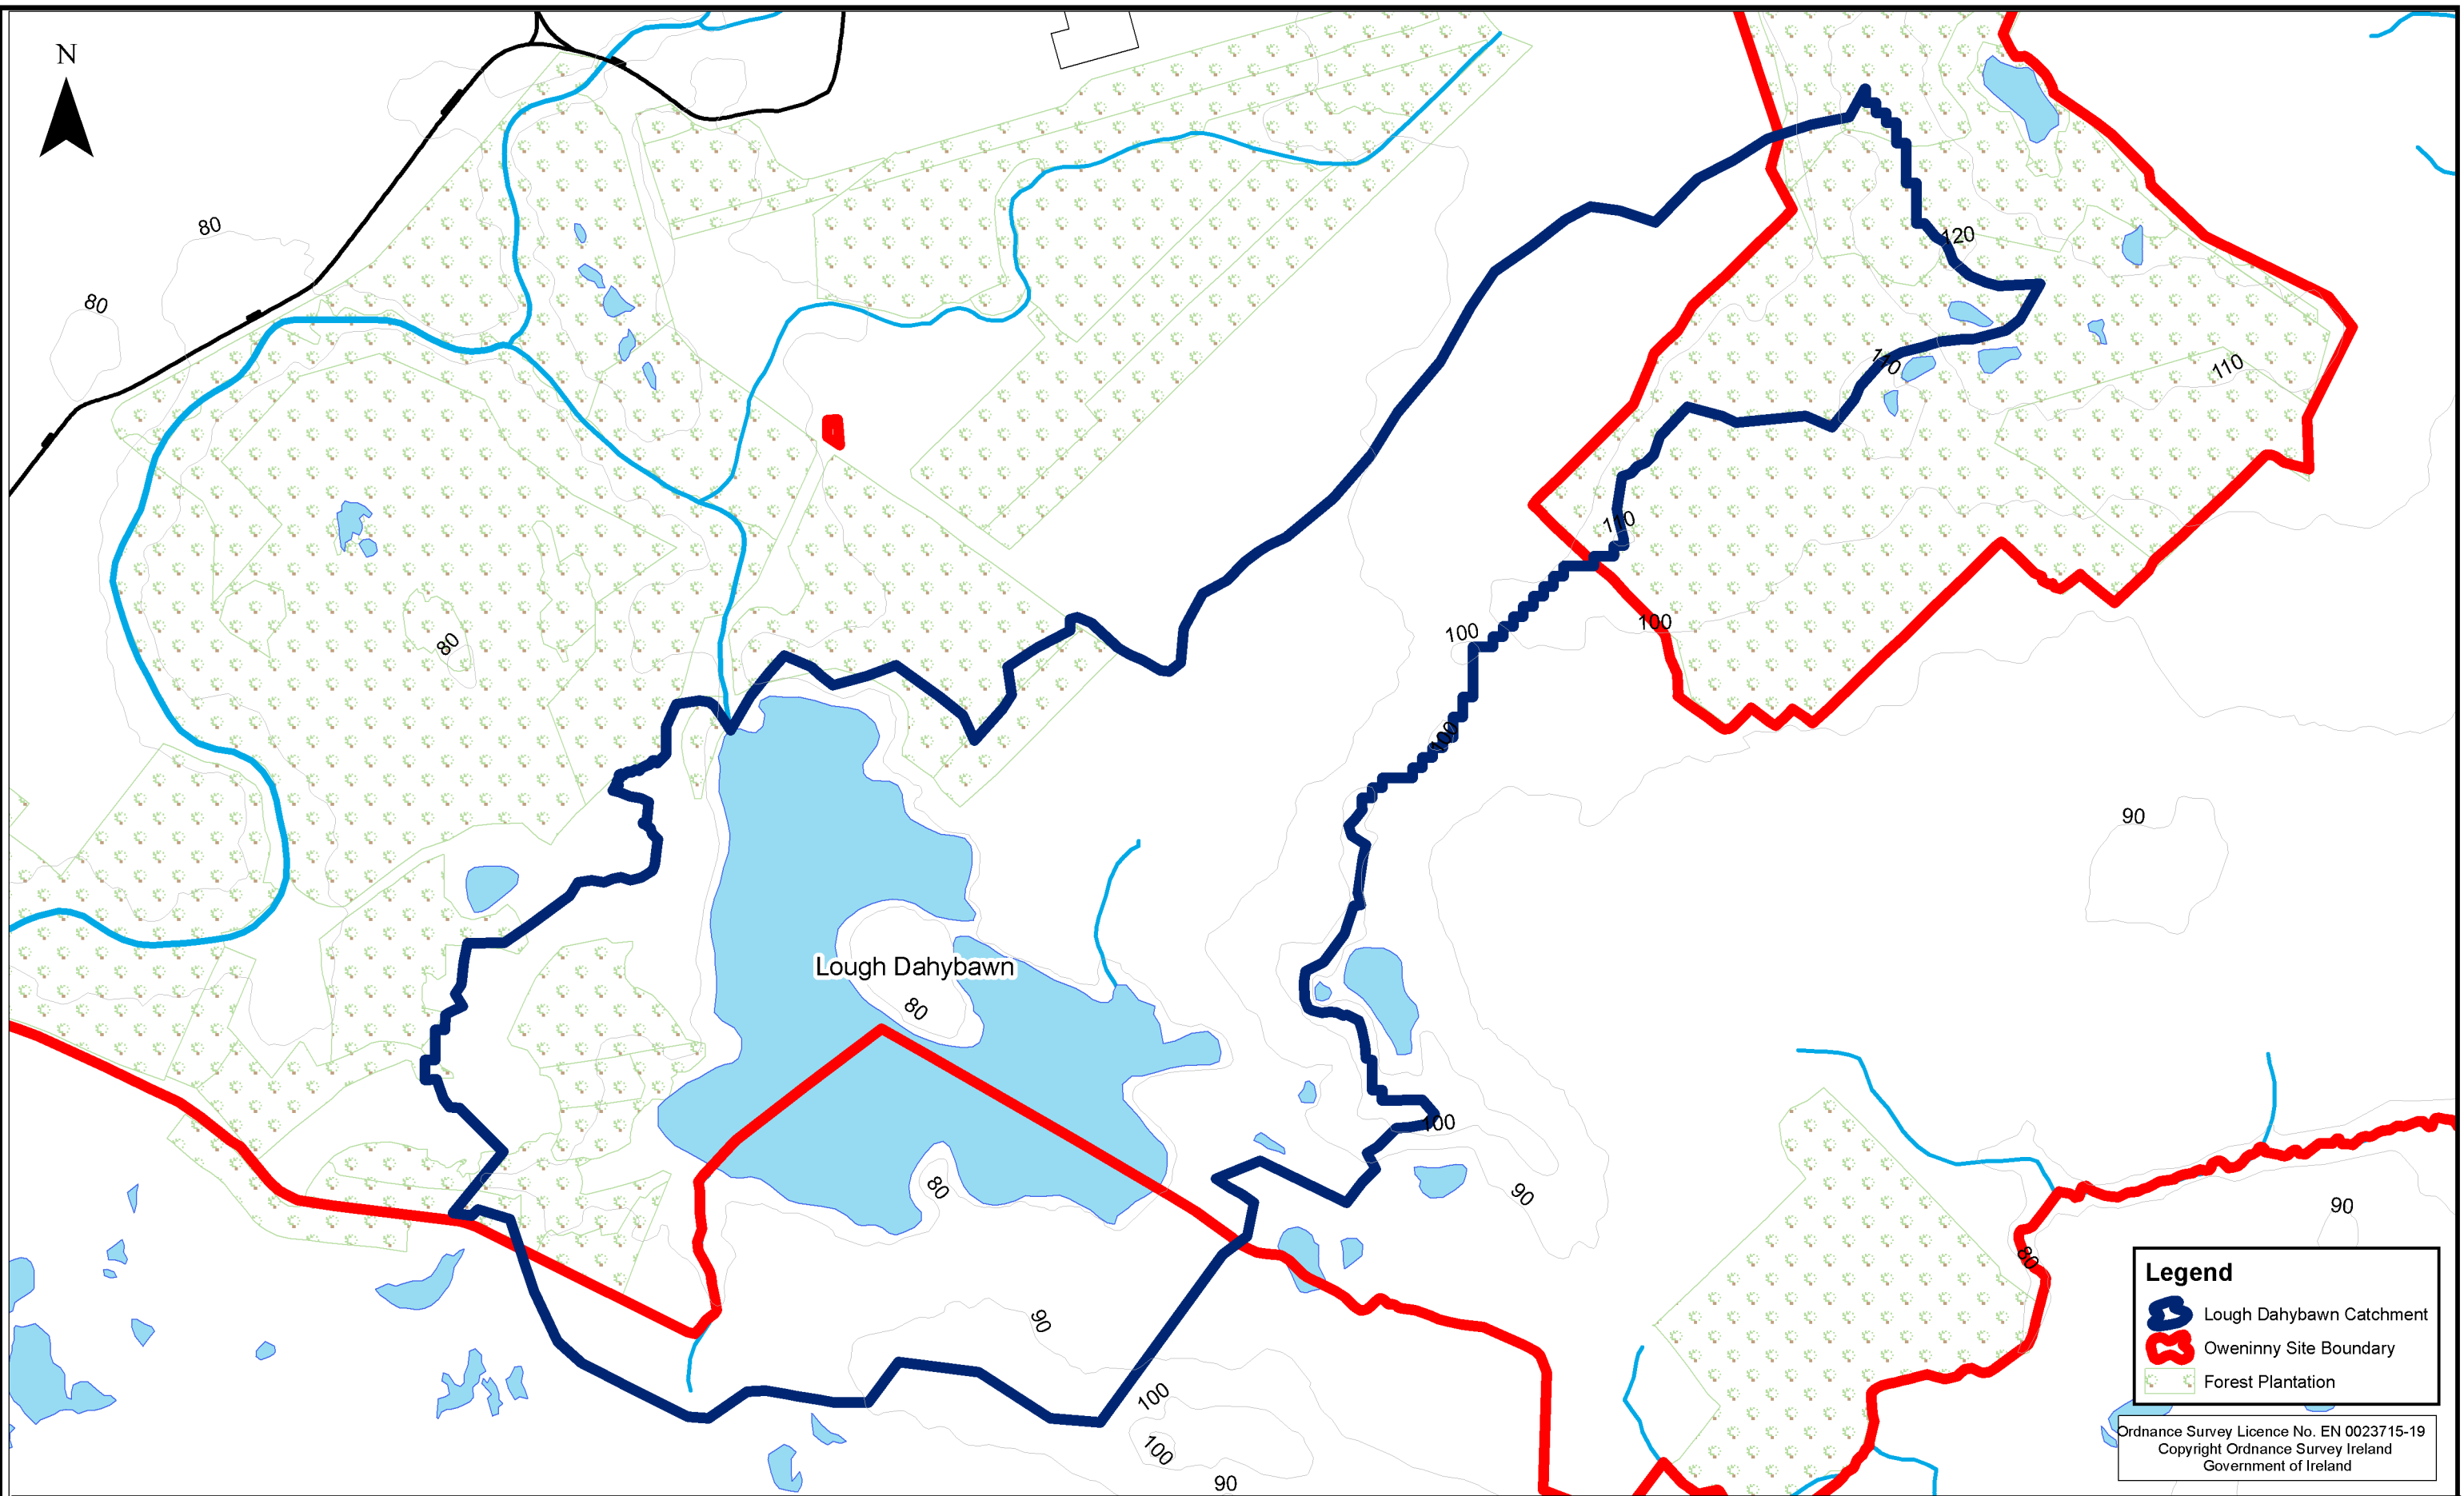 N
80
120
80
110
110
110
100
100
80
100
90
Lough Dahybawn
80
100
80
90
90
80
90
100
100
90
Legend
Lough Dahybawn Catchment
Oweninny Site Boundary
Forest Plantation
Ordnance Survey Licence No. EN 0023715-19
Copyright Ordnance Survey Ireland
Government of Ireland